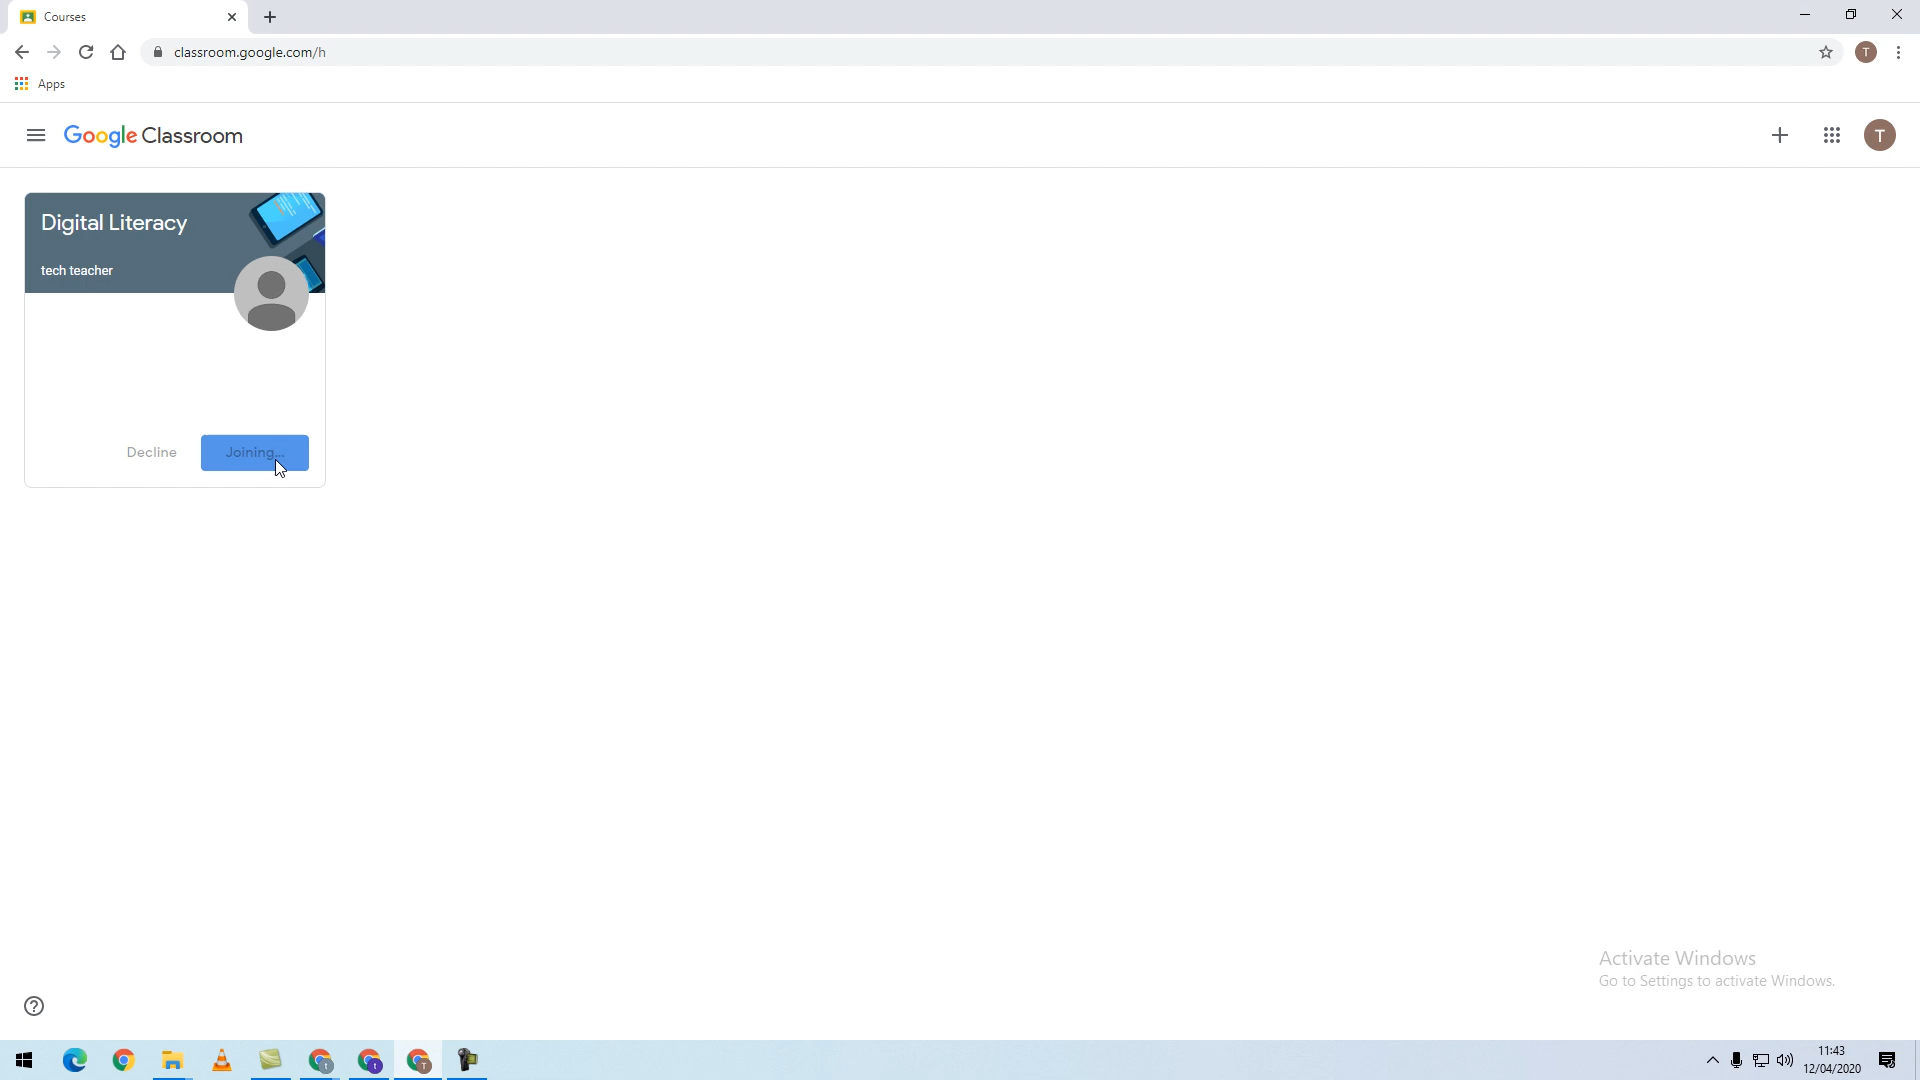 Courses
classroom.google.com/h
T
Apps
Google Classroom
T
Digital Literacy
tech teacher
Decline
Joining...
Activate Windows
Go to Settings to activate Windows.
t
t
T
11:43
12/04/2020